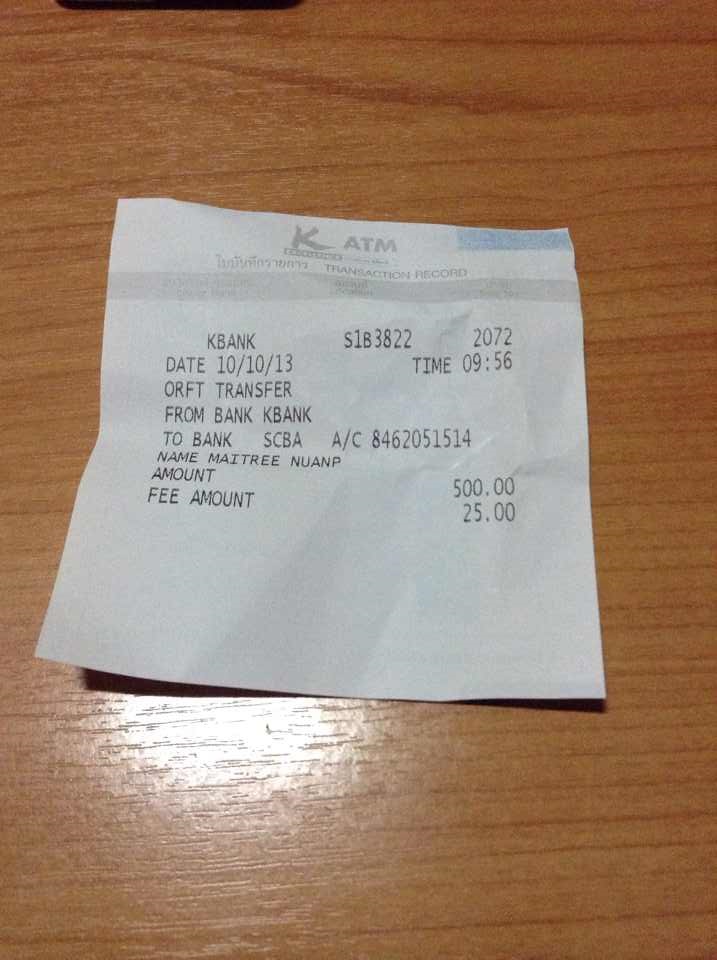 K ATM
ใบบันทึกรายการ TRANSACTION RECORD
KBANK S1B3822 2072
DATE 10/10/13 TIME 09:56
ORFT TRANSFER
FROM BANK KBANK
TO BANK SCBA A/C 8462051514
NAME MAITREE NUANP
AMOUNT 500.00
FEE AMOUNT 25.00